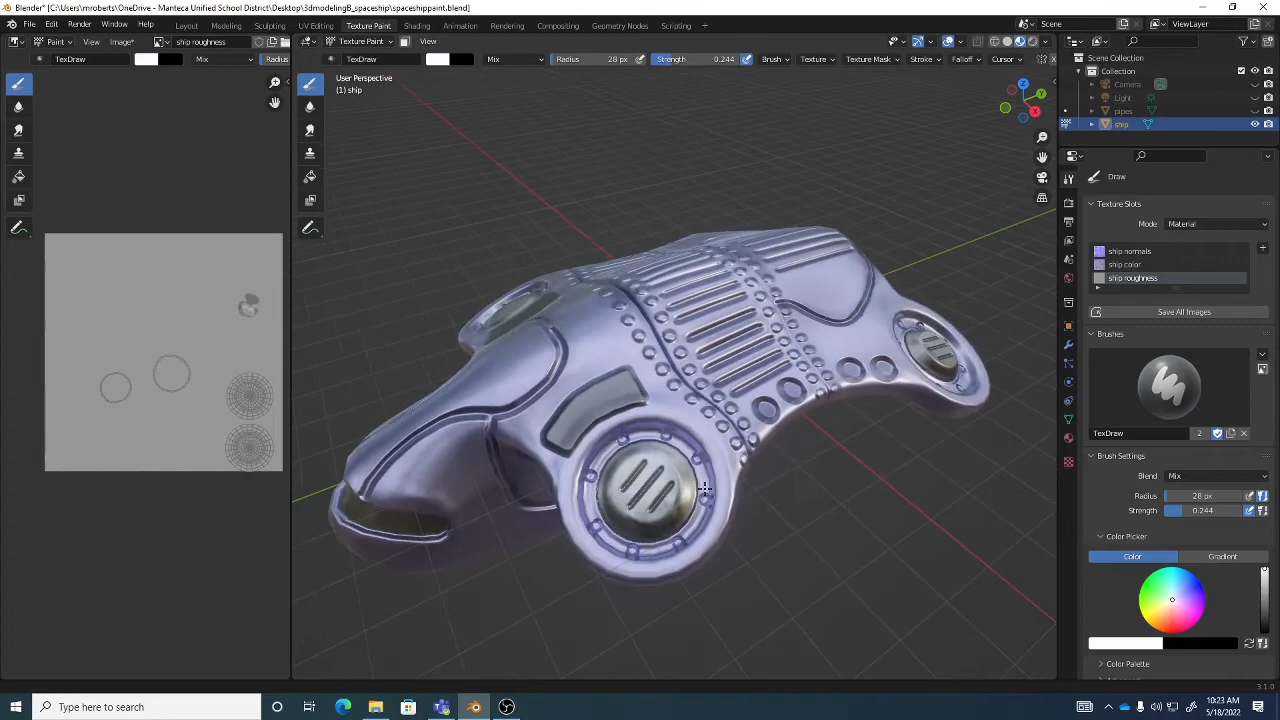 Blender* [C:\Users\mroberts\OneDrive - Manteca Unified School District\Desktop\3dmodelingB_spaceship\spaceshippaint.blend]
File Edit Render Window Help Layout Modeling Sculpting UV Editing Texture Paint Shading Animation Rendering Compositing Geometry Nodes Scripting + Scene ViewLayer
Paint View Image* ship roughness Texture Paint View
TexDraw Mix Radius TexDraw Mix Radius 28 px Strength 0.244 Brush Texture Texture Mask Stroke Falloff Cursor
User Perspective
(1) ship
Z
Y
X
Scene Collection
Collection
Camera
Light
pipes
ship
Draw
Texture Slots
Mode Material
ship normals
ship color
ship roughness
Save All Images
Brushes
TexDraw 2
Brush Settings
Blend Mix
Radius 28 px
Strength 0.244
Color Picker
Color Gradient
Color Palette
3.1.0
Type here to search
10:23 AM
5/18/2022